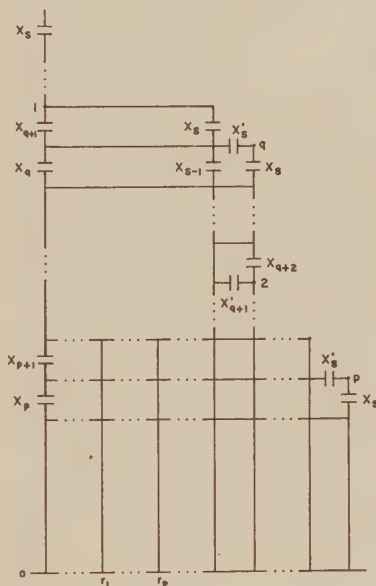 X_s
1
X_{q+1} X_s X'_s
q
X_q X_{s-1} X_s
X_{q+2}
2
X'_{q+1}
X_{p+1} X'_s
p
X_p X_s
0
r_1 r_p